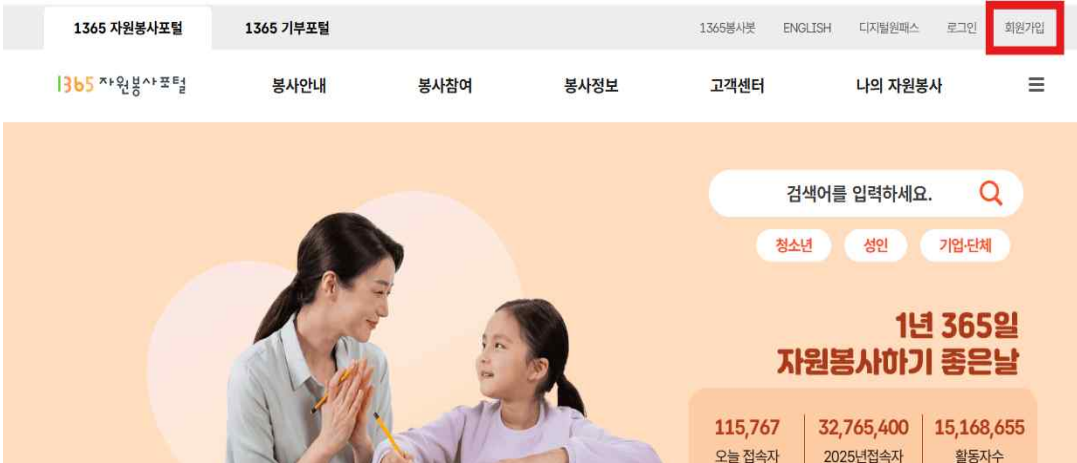 1365 자원봉사포털 1365 기부포털 1365봉사봇 ENGLISH 디지털원패스 로그인 회원가입
1365 자원봉사포털 봉사안내 봉사참여 봉사정보 고객센터 나의 자원봉사
검색어를 입력하세요.
청소년 성인 기업·단체
1년 365일
자원봉사하기 좋은날
115,767 32,765,400 15,168,655
오늘 접속자 2025년접속자 활동자수